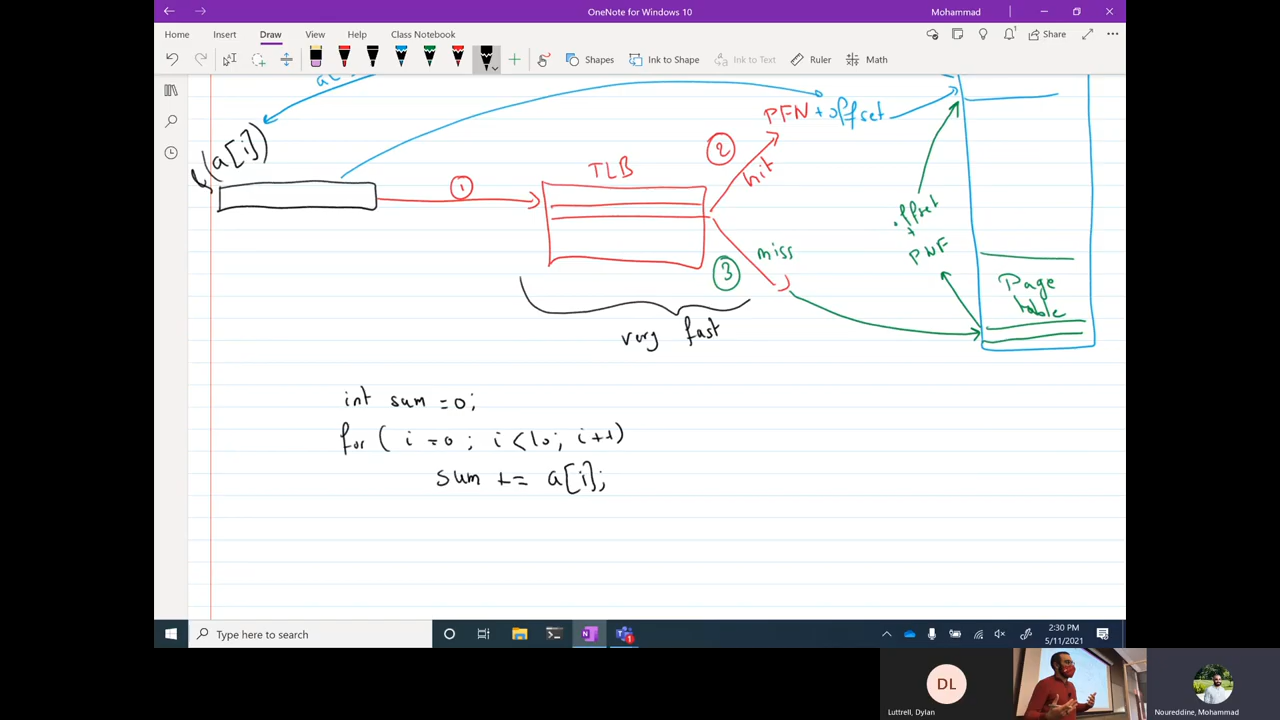 OneNote for Windows 10
Mohammad
Home Insert Draw View Help Class Notebook
Share
Shapes Ink to Shape Ink to Text Ruler Math
PFN + offset
(a[i])
TLB
①
②
hit
miss
③
offset
+
PNF
Page
table
very fast
int sum = 0;
for ( i = 0 ; i < 10 ; i++)
sum += a[i];
Type here to search
2:30 PM
5/11/2021
DL
Luttrell, Dylan
Noureddine, Mohammad